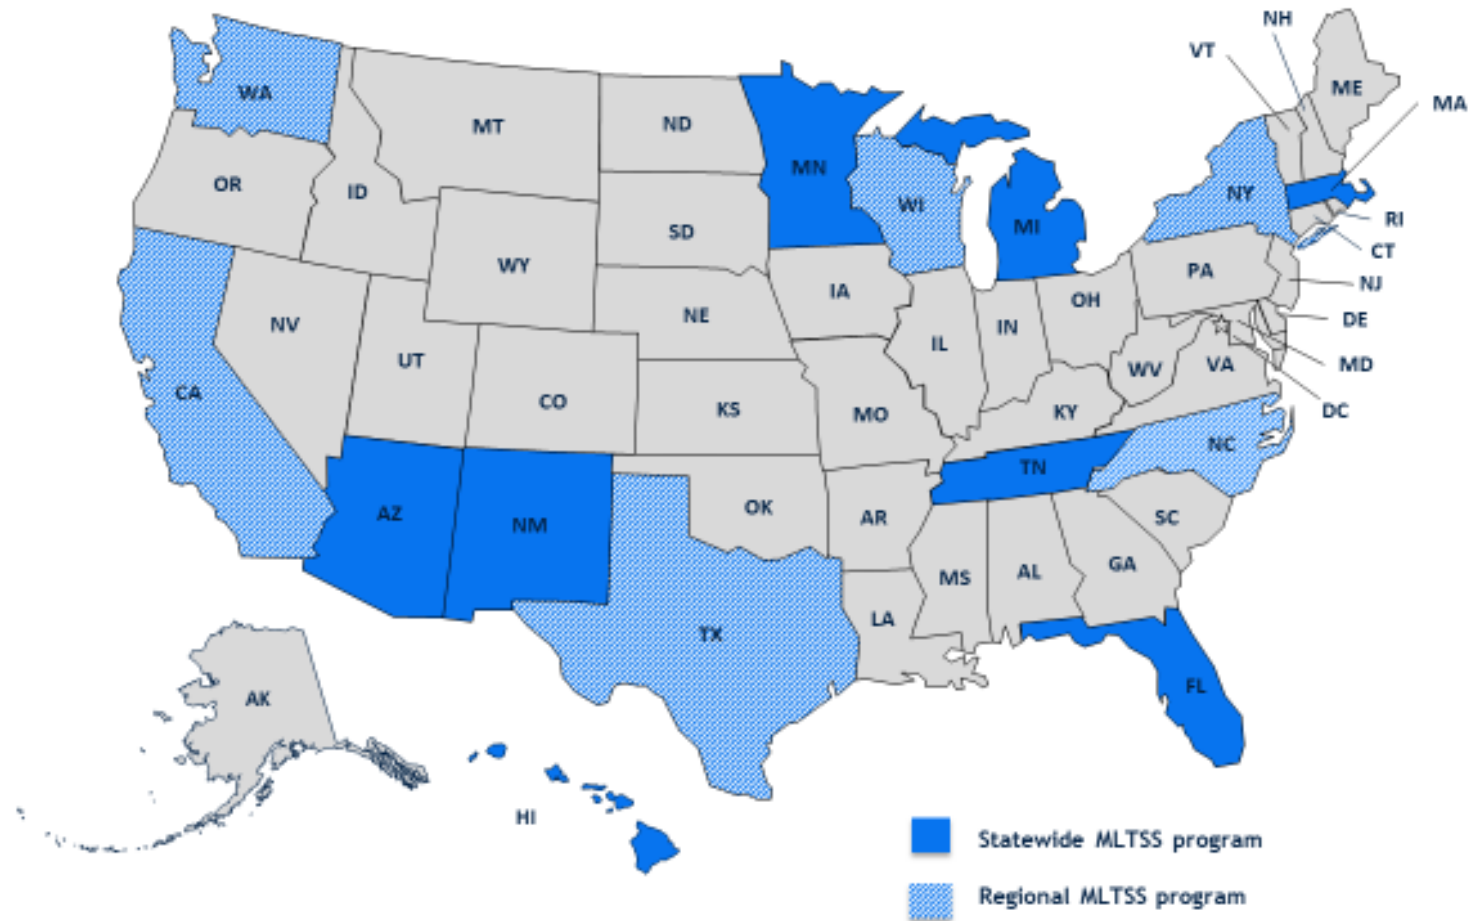 NH
VT
ME
WA
MA
MT
ND
MN
OR
ID
NY
WI
RI
SD
MI
CT
WY
PA
NJ
IA
OH
NE
DE
NV
IN
IL
UT
MD
VA
WV
CA
CO
KS
KY
DC
MO
NC
TN
OK
AZ
AR
SC
NM
GA
MS
AL
LA
TX
FL
AK
HI
Statewide MLTSS program
Regional MLTSS program